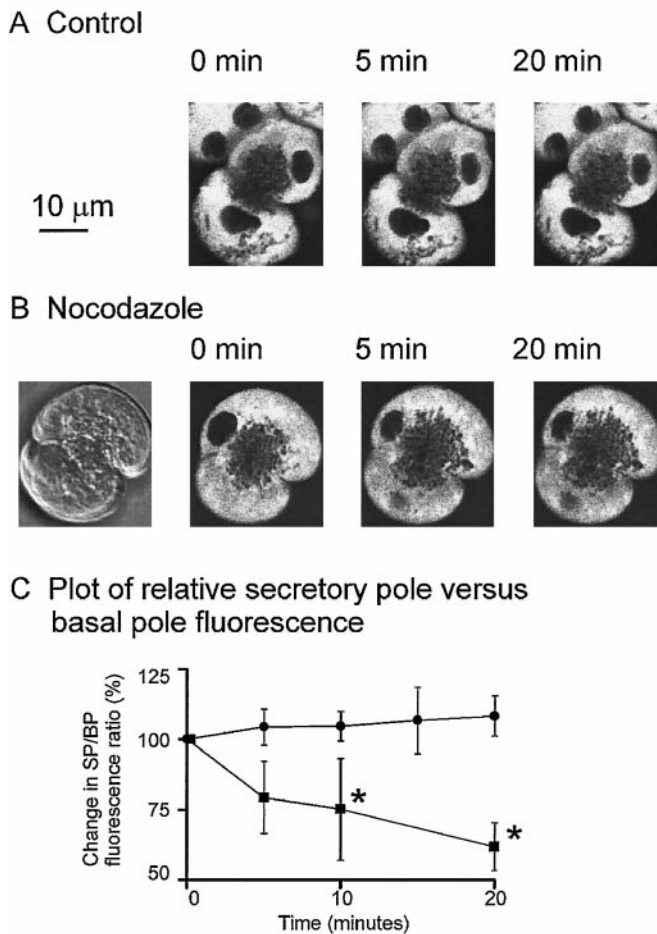 A Control
0 min 5 min 20 min
10 μm
B Nocodazole
0 min 5 min 20 min
C Plot of relative secretory pole versus
basal pole fluorescence
Change in SP/BP
fluorescence ratio (%)
125
100
75
50
*
*
0 10 20
Time (minutes)